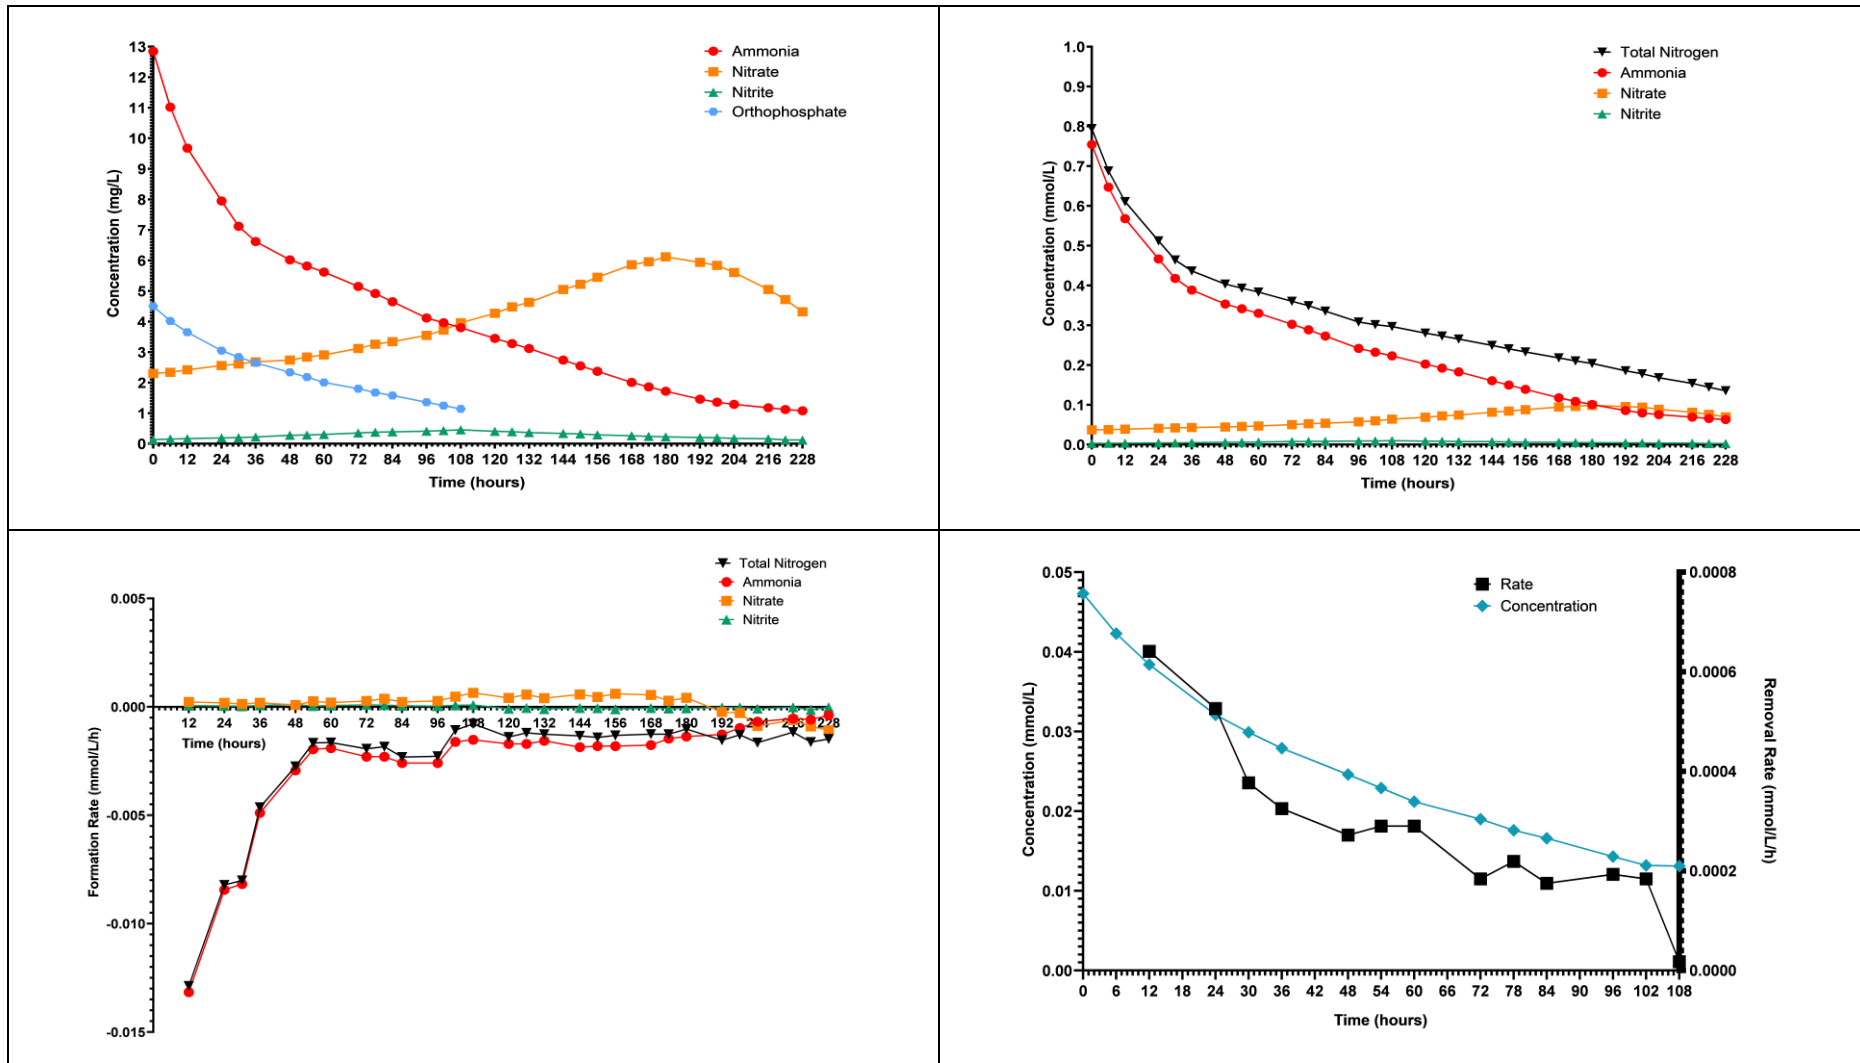 Ammonia
Nitrate
Nitrite
Orthophosphate
Concentration (mg/L)
13
12
11
10
9
8
7
6
5
4
3
2
1
0
0 12 24 36 48 60 72 84 96 108 120 132 144 156 168 180 192 204 216 228
Time (hours)
Total Nitrogen
Ammonia
Nitrate
Nitrite
Concentration (mmol/L)
1.0
0.9
0.8
0.7
0.6
0.5
0.4
0.3
0.2
0.1
0.0
0 12 24 36 48 60 72 84 96 108 120 132 144 156 168 180 192 204 216 228
Time (hours)
Total Nitrogen
Ammonia
Nitrate
Nitrite
Formation Rate (mmol/L/h)
0.005
0.000
-0.005
-0.010
-0.015
12 24 36 48 60 72 84 96 108 120 132 144 156 168 180 192 204 216 228
Time (hours)
Rate
Concentration
Concentration (mmol/L)
0.05
0.04
0.03
0.02
0.01
0.00
0.0008
0.0006
0.0004
0.0002
0.0000
Removal Rate (mmol/L/h)
0 6 12 18 24 30 36 42 48 54 60 66 72 78 84 90 96 102 108
Time (hours)